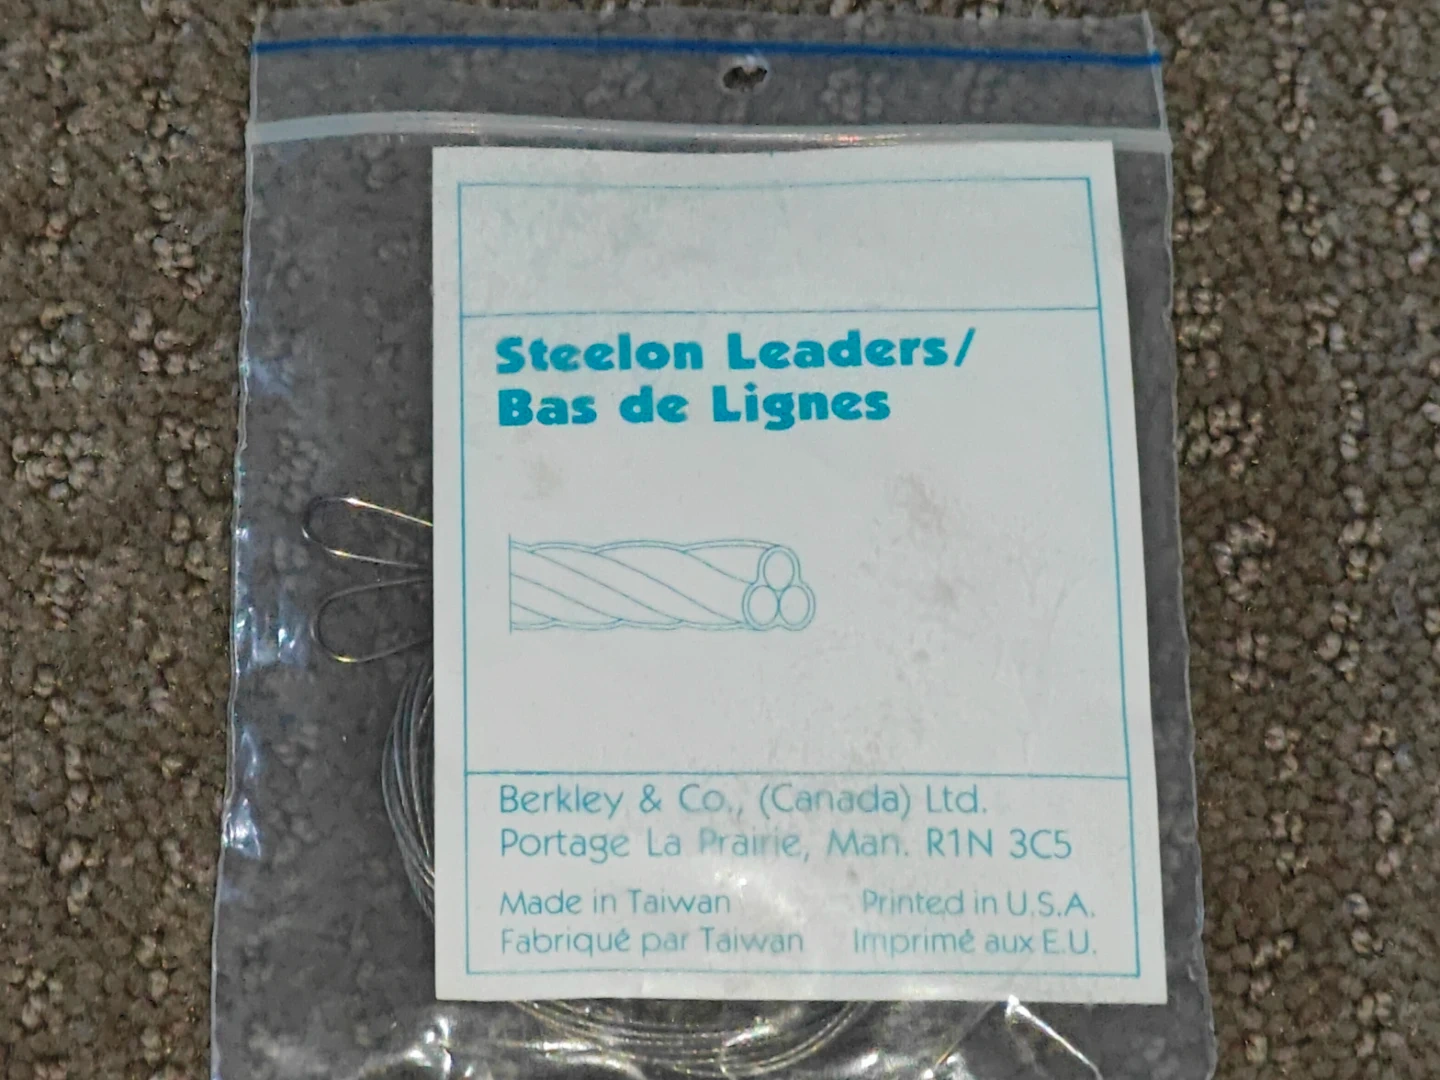 Steelon Leaders/
Bas de Lignes
Berkley & Co., (Canada) Ltd.
Portage La Prairie, Man. R1N 3C5
Made in Taiwan Printed in U.S.A.
Fabriqué par Taiwan Imprimé aux E.U.